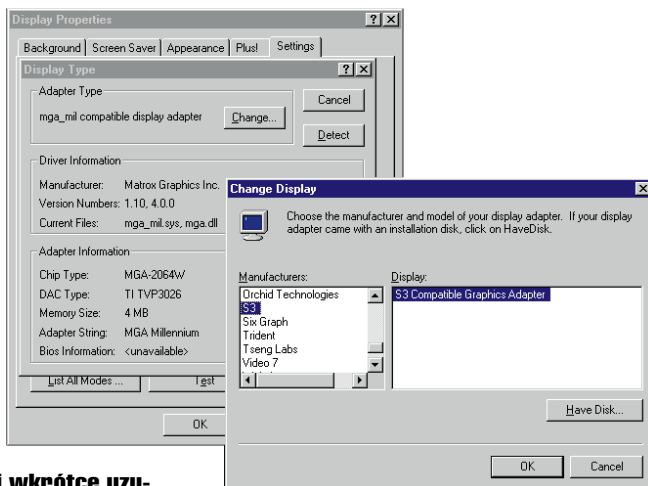 Display Properties
Background Screen Saver Appearance Plus! Settings
Display Type
Adapter Type
mga_mil compatible display adapter
Change...
Cancel
Detect
Driver Information
Manufacturer: Matrox Graphics Inc.
Version Numbers: 1.10, 4.0.0
Current Files: mga_mil.sys, mga.dll
Adapter Information
Chip Type: MGA-2064W
DAC Type: TI TVP3026
Memory Size: 4 MB
Adapter String: MGA Millennium
Bios Information: <unavailable>
List All Modes ... Test
OK
Change Display
Choose the manufacturer and model of your display adapter. If your display
adapter came with an installation disk, click on HaveDisk.
Manufacturers:
Orchid Technologies
S3
Six Graph
Trident
Tseng Labs
Video 7
Display:
S3 Compatible Graphics Adapter
Have Disk...
OK Cancel
i wkrótce uzu-